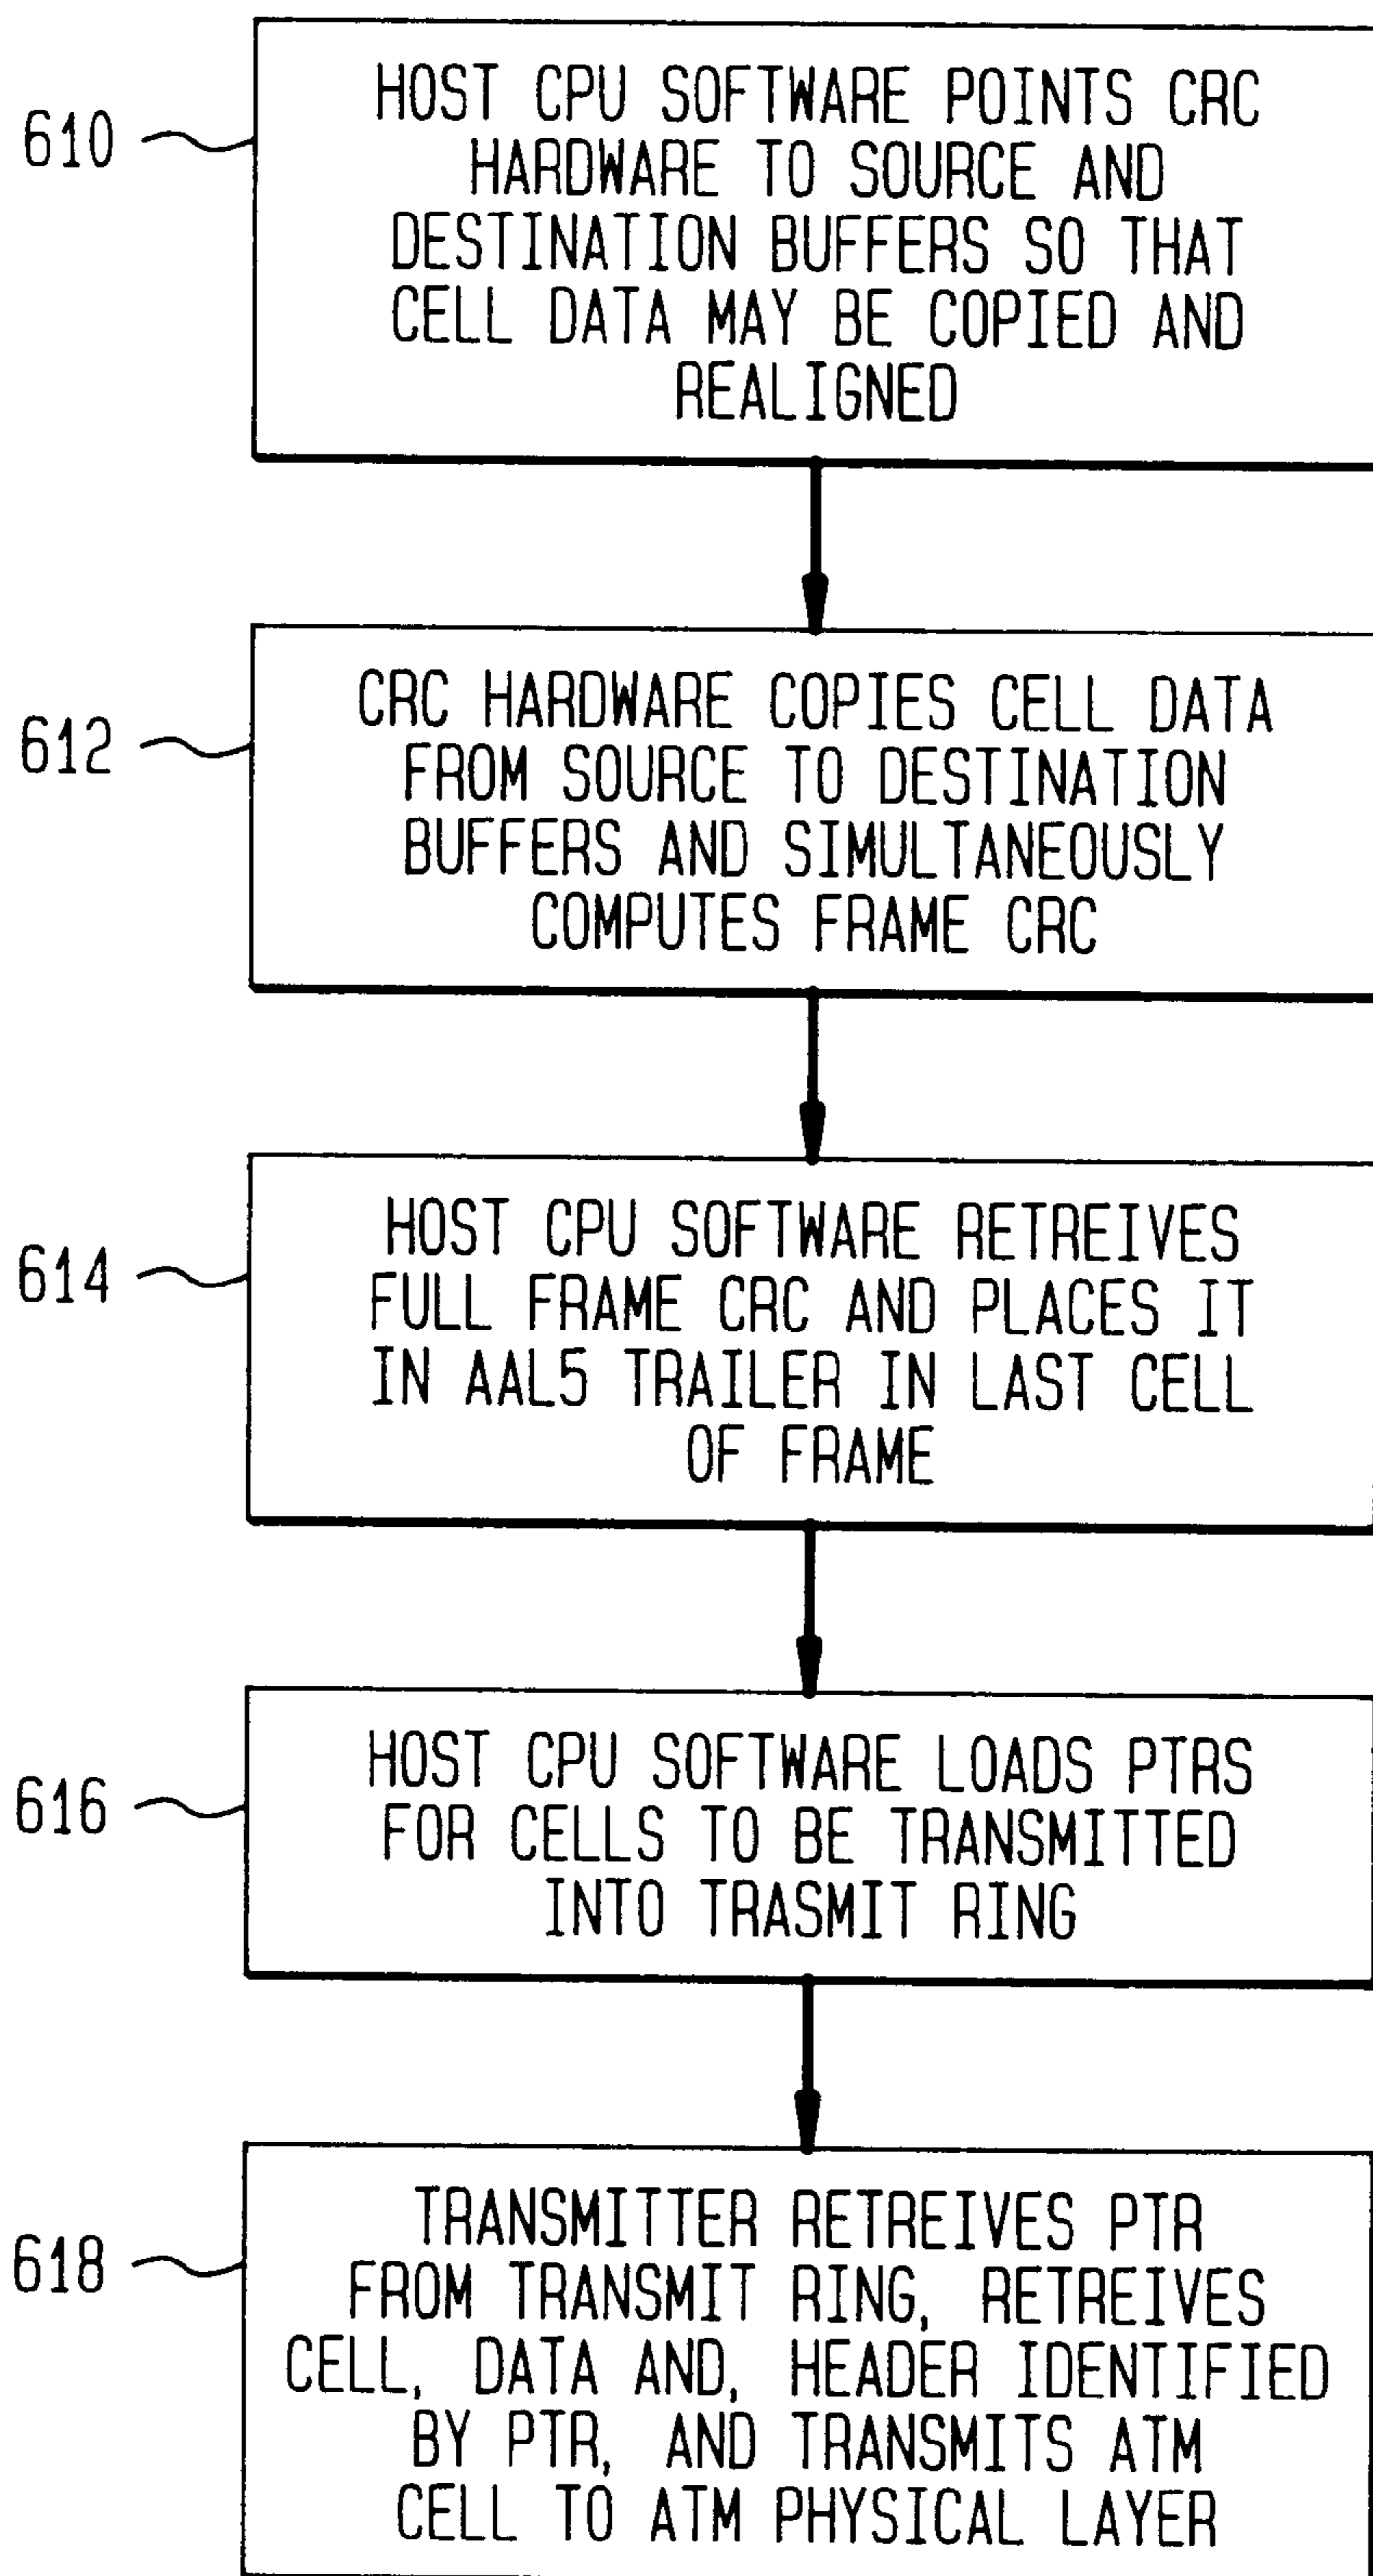 610
HOST CPU SOFTWARE POINTS CRC
HARDWARE TO SOURCE AND
DESTINATION BUFFERS SO THAT
CELL DATA MAY BE COPIED AND
REALIGNED
612
CRC HARDWARE COPIES CELL DATA
FROM SOURCE TO DESTINATION
BUFFERS AND SIMULTANEOUSLY
COMPUTES FRAME CRC
614
HOST CPU SOFTWARE RETREIVES
FULL FRAME CRC AND PLACES IT
IN AAL5 TRAILER IN LAST CELL
OF FRAME
616
HOST CPU SOFTWARE LOADS PTRS
FOR CELLS TO BE TRANSMITTED
INTO TRASMIT RING
618
TRANSMITTER RETREIVES PTR
FROM TRANSMIT RING, RETREIVES
CELL, DATA AND, HEADER IDENTIFIED
BY PTR, AND TRANSMITS ATM
CELL TO ATM PHYSICAL LAYER